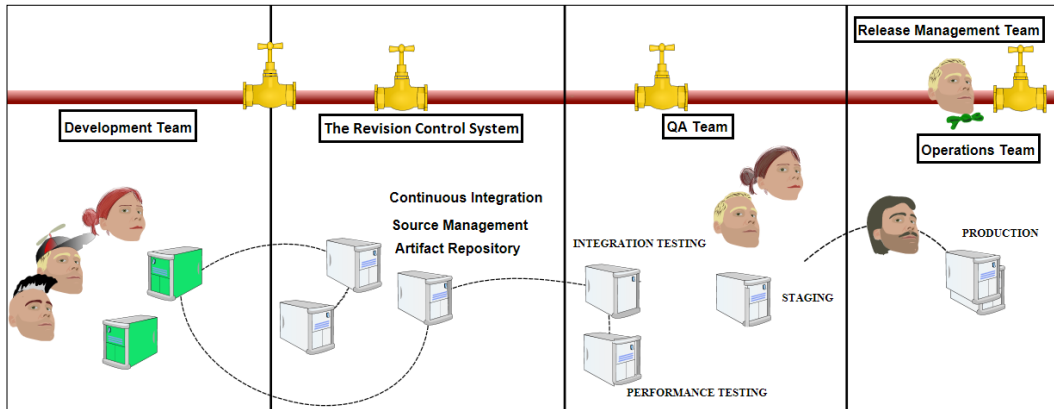 Release Management Team
Development Team
The Revision Control System
QA Team
Operations Team
Continuous Integration
Source Management
Artifact Repository
INTEGRATION TESTING
PRODUCTION
STAGING
PERFORMANCE TESTING